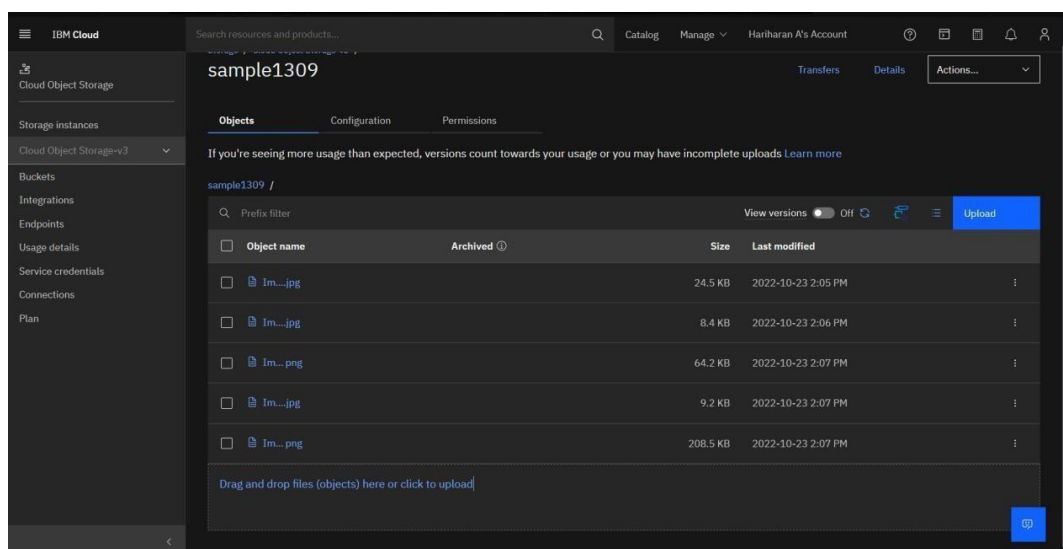 IBM Cloud
Search resources and products...
Catalog
Manage
Hariharan A's Account
Cloud Object Storage
Storage instances
Cloud Object Storage-v3
Buckets
Integrations
Endpoints
Usage details
Service credentials
Connections
Plan
sample1309
Transfers
Details
Actions...
Objects
Configuration
Permissions
If you're seeing more usage than expected, versions count towards your usage or you may have incomplete uploads Learn more
sample1309 /
Prefix filter
View versions
Off
Upload
Object name
Archived
Size
Last modified
Im....jpg 24.5 KB 2022-10-23 2:05 PM
Im....jpg 8.4 KB 2022-10-23 2:06 PM
Im... png 64.2 KB 2022-10-23 2:07 PM
Im....jpg 9.2 KB 2022-10-23 2:07 PM
Im... png 208.5 KB 2022-10-23 2:07 PM
Drag and drop files (objects) here or click to upload